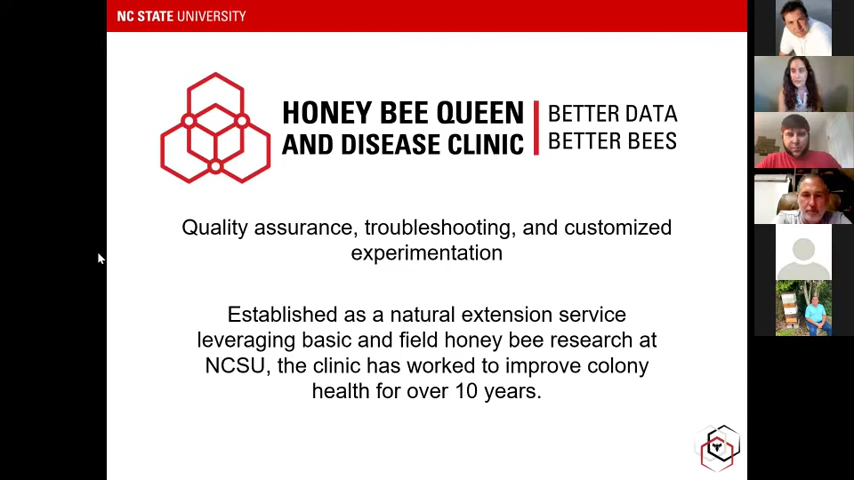 NC STATE UNIVERSITY
HONEY BEE QUEEN
AND DISEASE CLINIC
BETTER DATA
BETTER BEES
Quality assurance, troubleshooting, and customized
experimentation
Established as a natural extension service
leveraging basic and field honey bee research at
NCSU, the clinic has worked to improve colony
health for over 10 years.